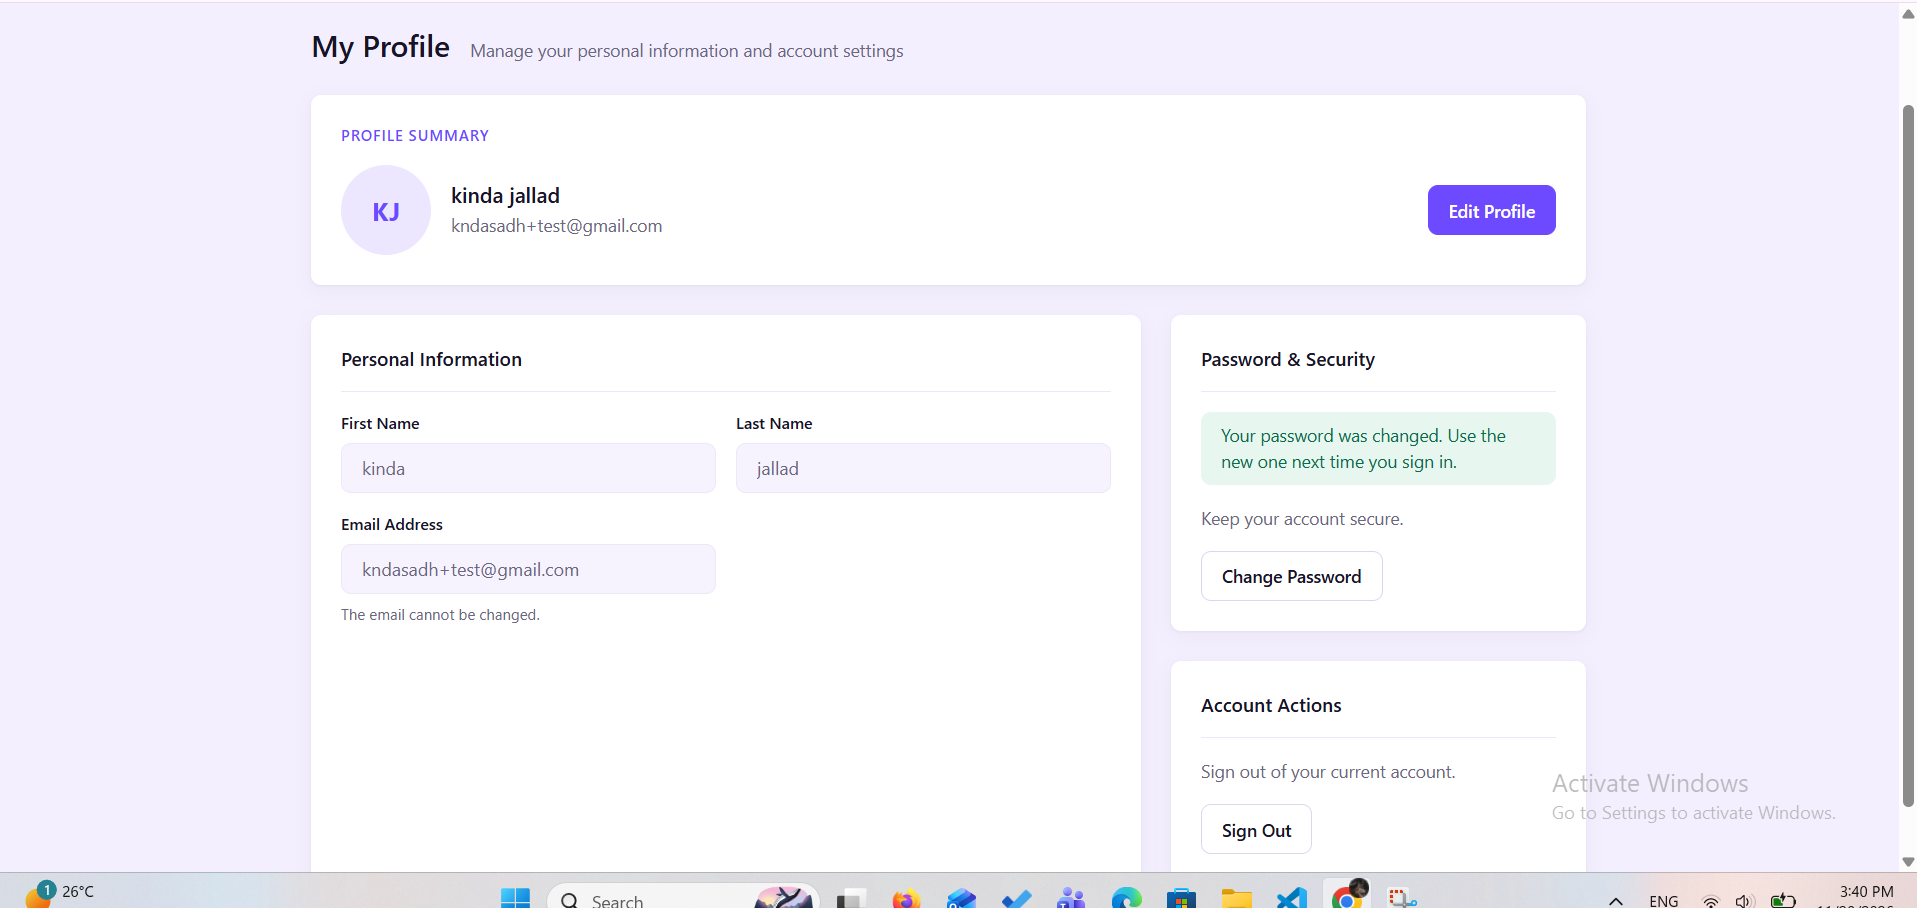 My Profile
Manage your personal information and account settings
PROFILE SUMMARY
KJ
kinda jallad
kndasadh+test@gmail.com
Edit Profile
Personal Information
First Name
Last Name
kinda
jallad
Email Address
kndasadh+test@gmail.com
The email cannot be changed.
Password & Security
Your password was changed. Use the
new one next time you sign in.
Keep your account secure.
Change Password
Account Actions
Sign out of your current account.
Sign Out
Activate Windows
Go to Settings to activate Windows.
1
26°C
Search
ENG
3:40 PM